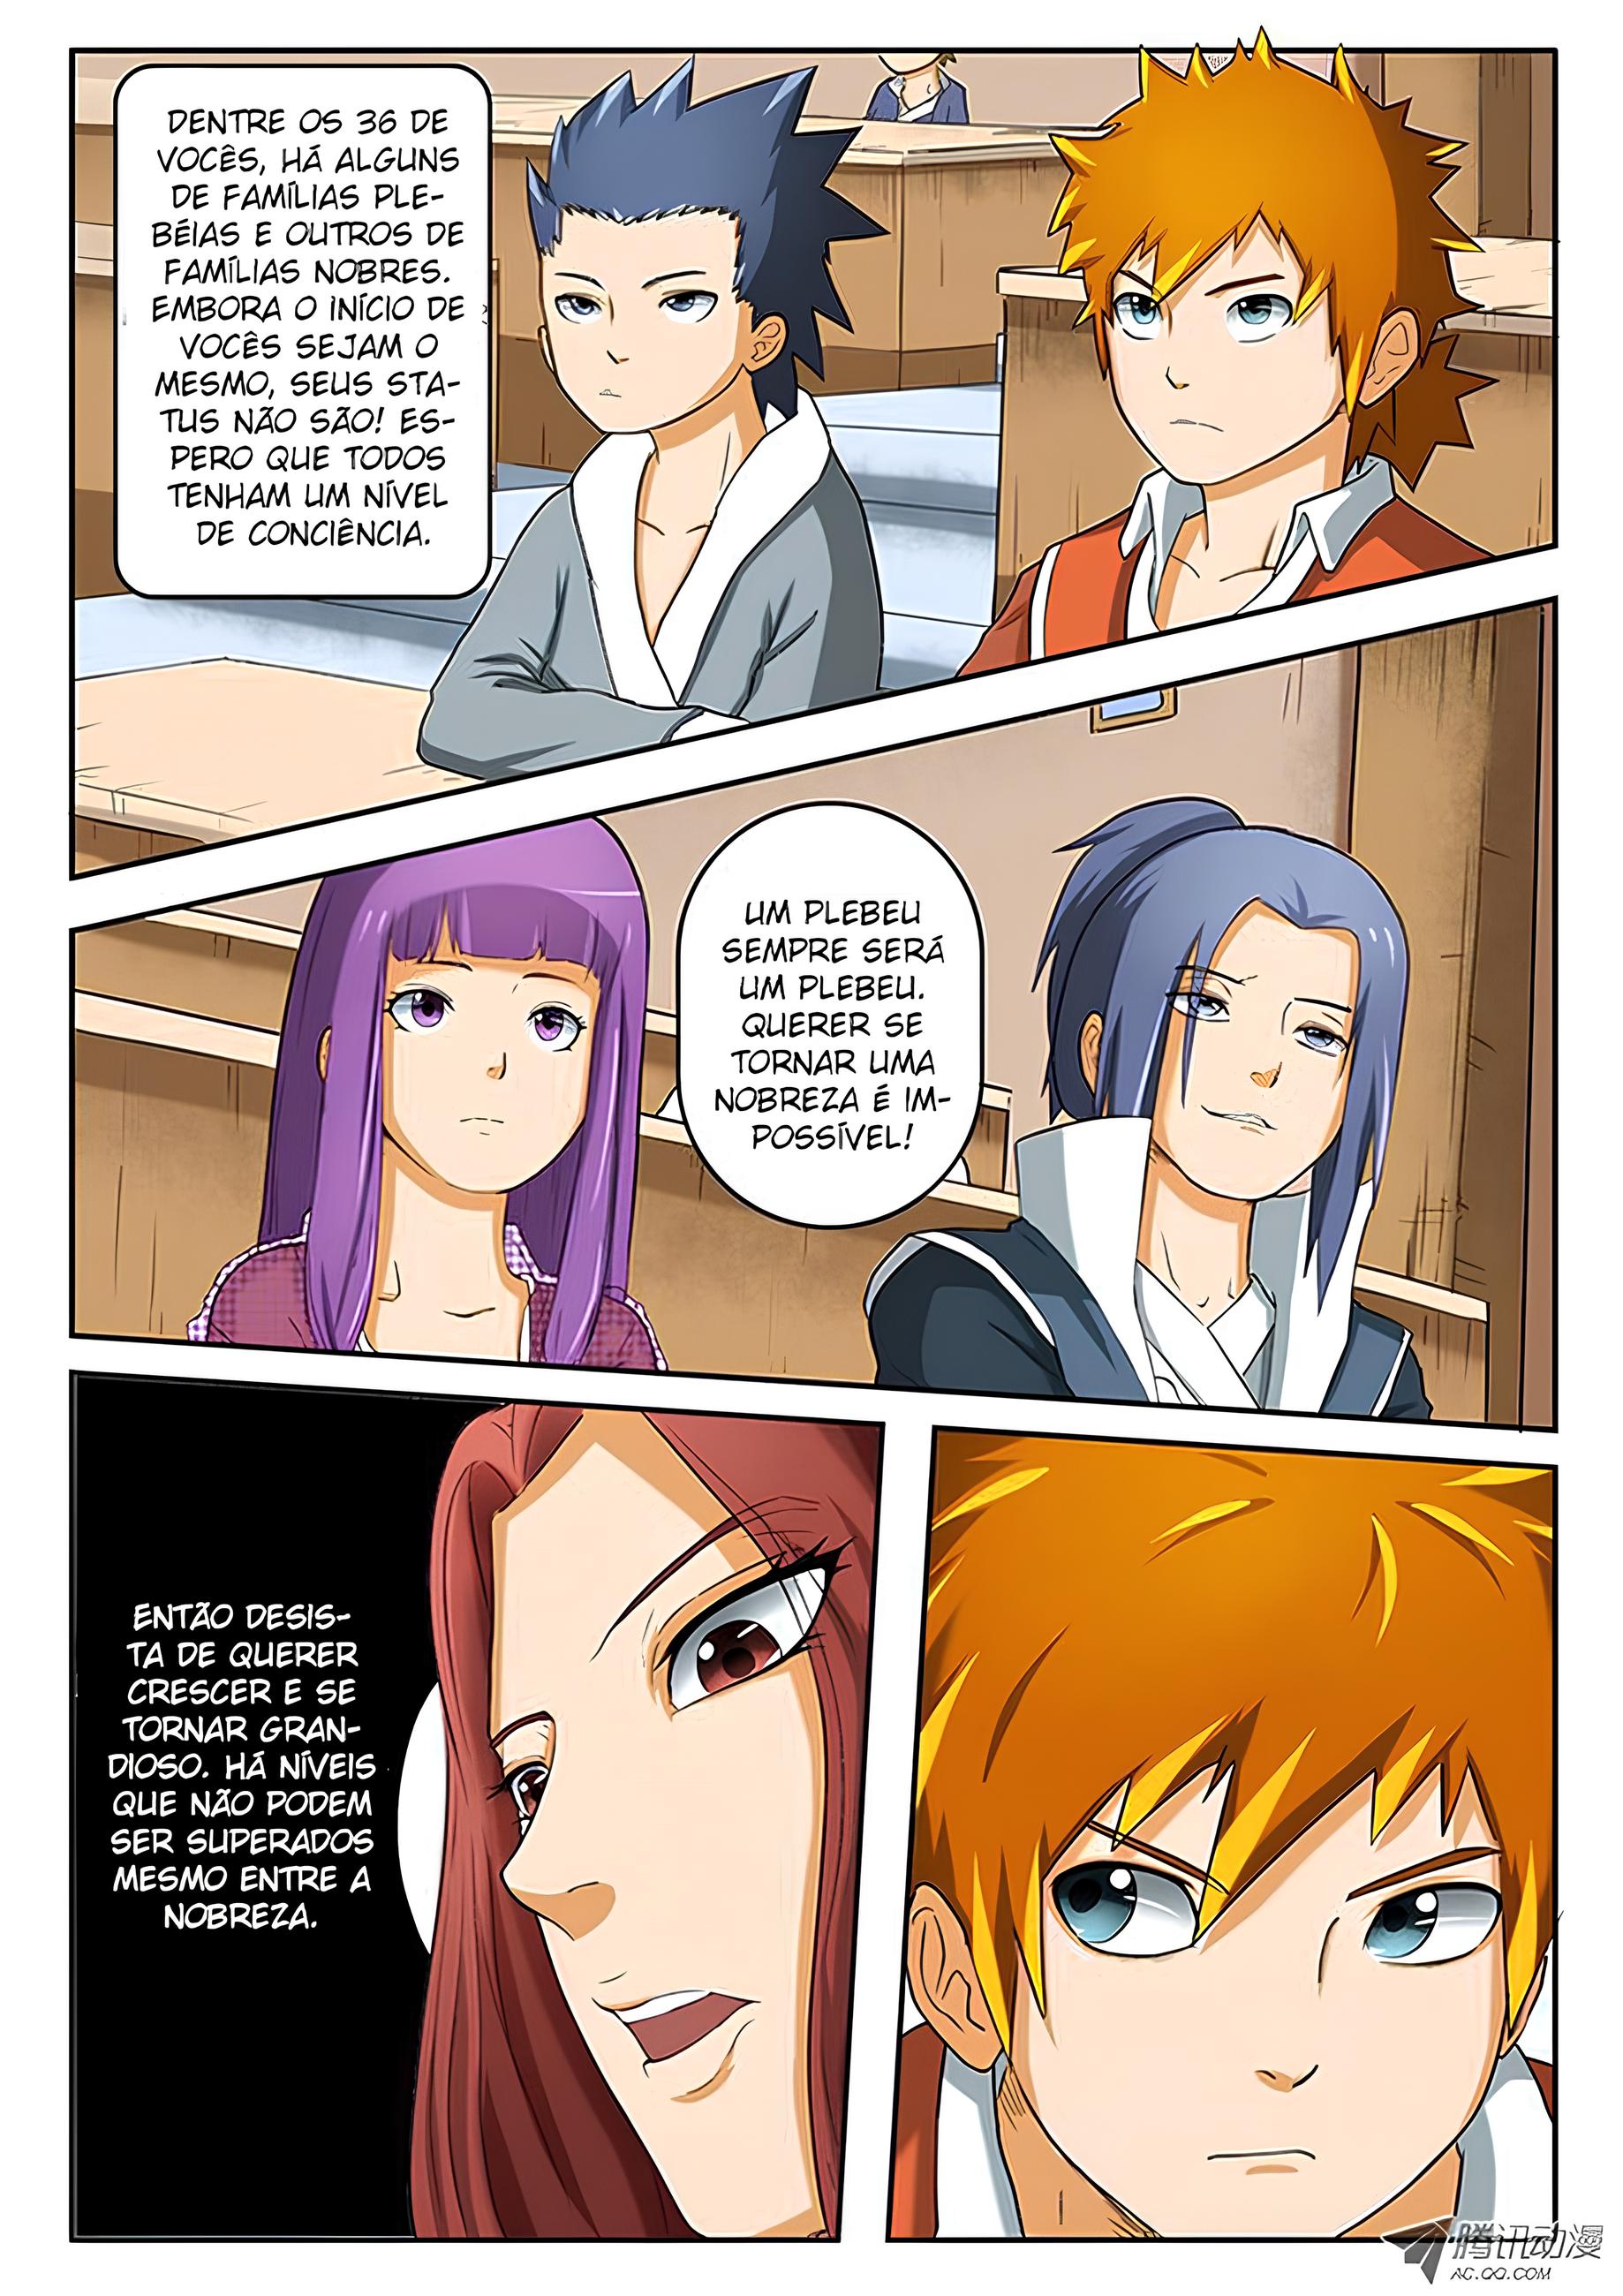 DENTRE OS 36 DE
VOCÊS, HÁ ALGUNS
DE FAMÍLIAS PLE-
BÉIAS E OUTROS DE
FAMÍLIAS NOBRES.
EMBORA O INÍCIO DE
VOCÊS SEJAM O
MESMO, SEUS STA-
TUS NÃO SÃO! ES-
PERO QUE TODOS
TENHAM UM NÍVEL
DE CONCIÊNCIA.
UM PLEBEU
SEMPRE SERÁ
UM PLEBEU.
QUERER SE
TORNAR UMA
NOBREZA É IM-
POSSÍVEL!
ENTÃO DESIS-
TA DE QUERER
CRESCER E SE
TORNAR GRAN-
DIOSO. HÁ NÍVEIS
QUE NÃO PODEM
SER SUPERADOS
MESMO ENTRE A
NOBREZA.
腾讯动漫
AC.QQ.COM